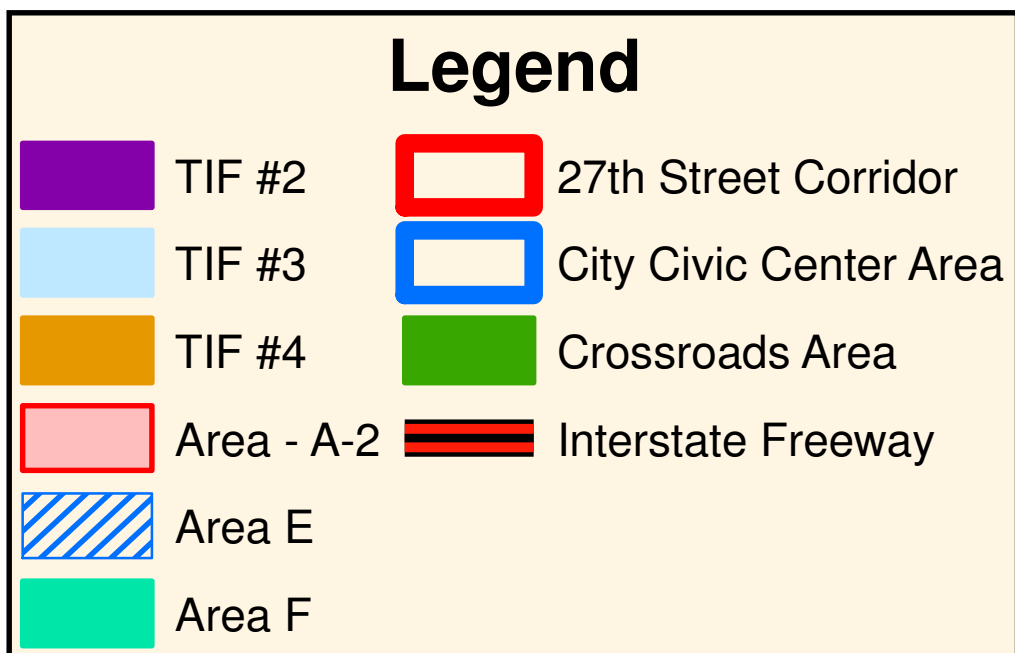 Legend
TIF #2
TIF #3
TIF #4
Area - A-2
Area E
Area F
27th Street Corridor
City Civic Center Area
Crossroads Area
Interstate Freeway